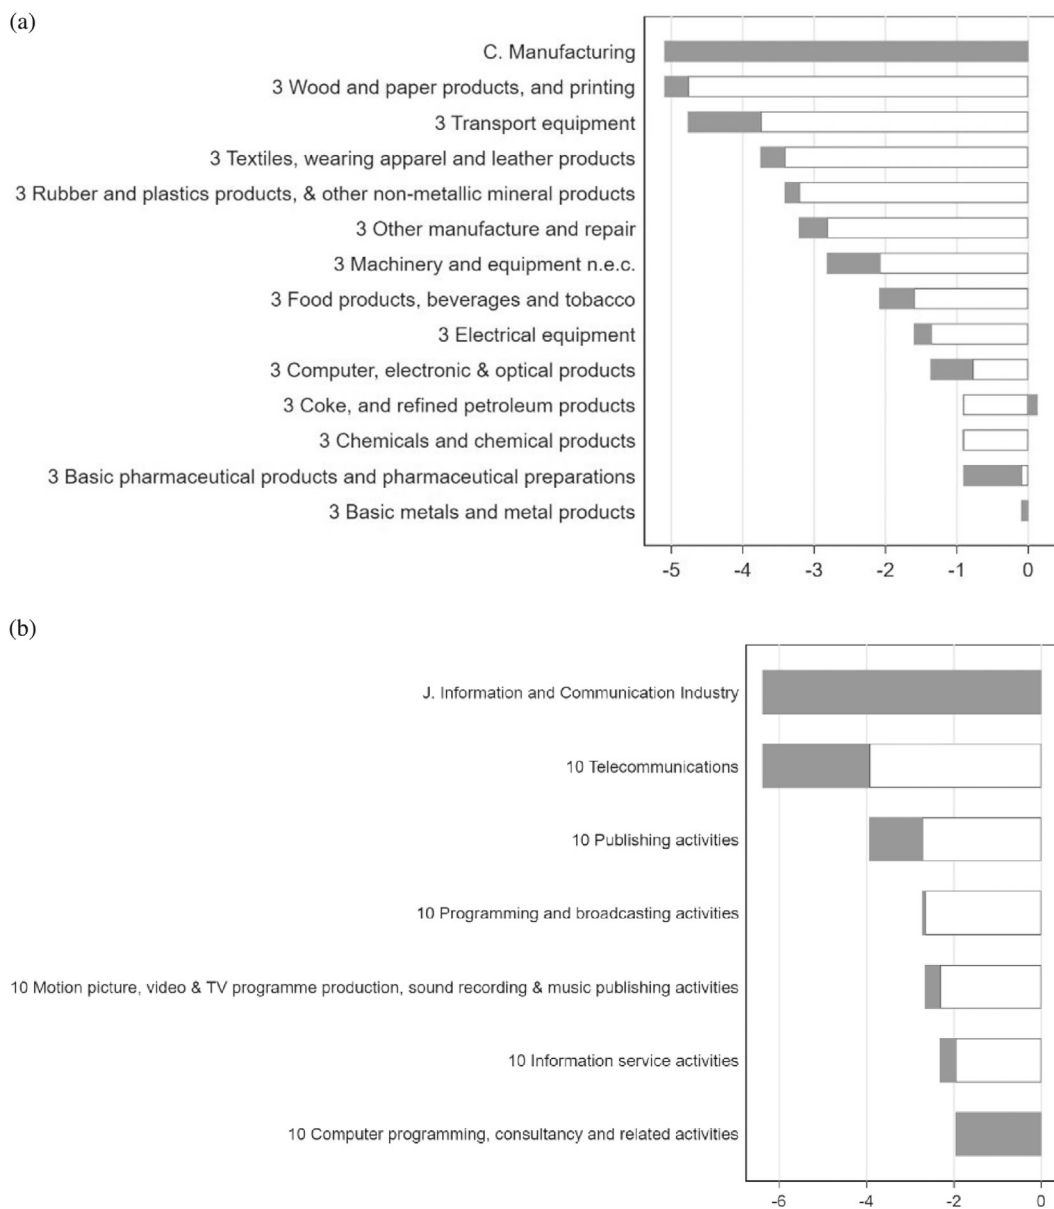 (a)
C. Manufacturing
3 Wood and paper products, and printing
3 Transport equipment
3 Textiles, wearing apparel and leather products
3 Rubber and plastics products, & other non-metallic mineral products
3 Other manufacture and repair
3 Machinery and equipment n.e.c.
3 Food products, beverages and tobacco
3 Electrical equipment
3 Computer, electronic & optical products
3 Coke, and refined petroleum products
3 Chemicals and chemical products
3 Basic pharmaceutical products and pharmaceutical preparations
3 Basic metals and metal products
-5 -4 -3 -2 -1 0
(b)
J. Information and Communication Industry
10 Telecommunications
10 Publishing activities
10 Programming and broadcasting activities
10 Motion picture, video & TV programme production, sound recording & music publishing activities
10 Information service activities
10 Computer programming, consultancy and related activities
-6 -4 -2 0